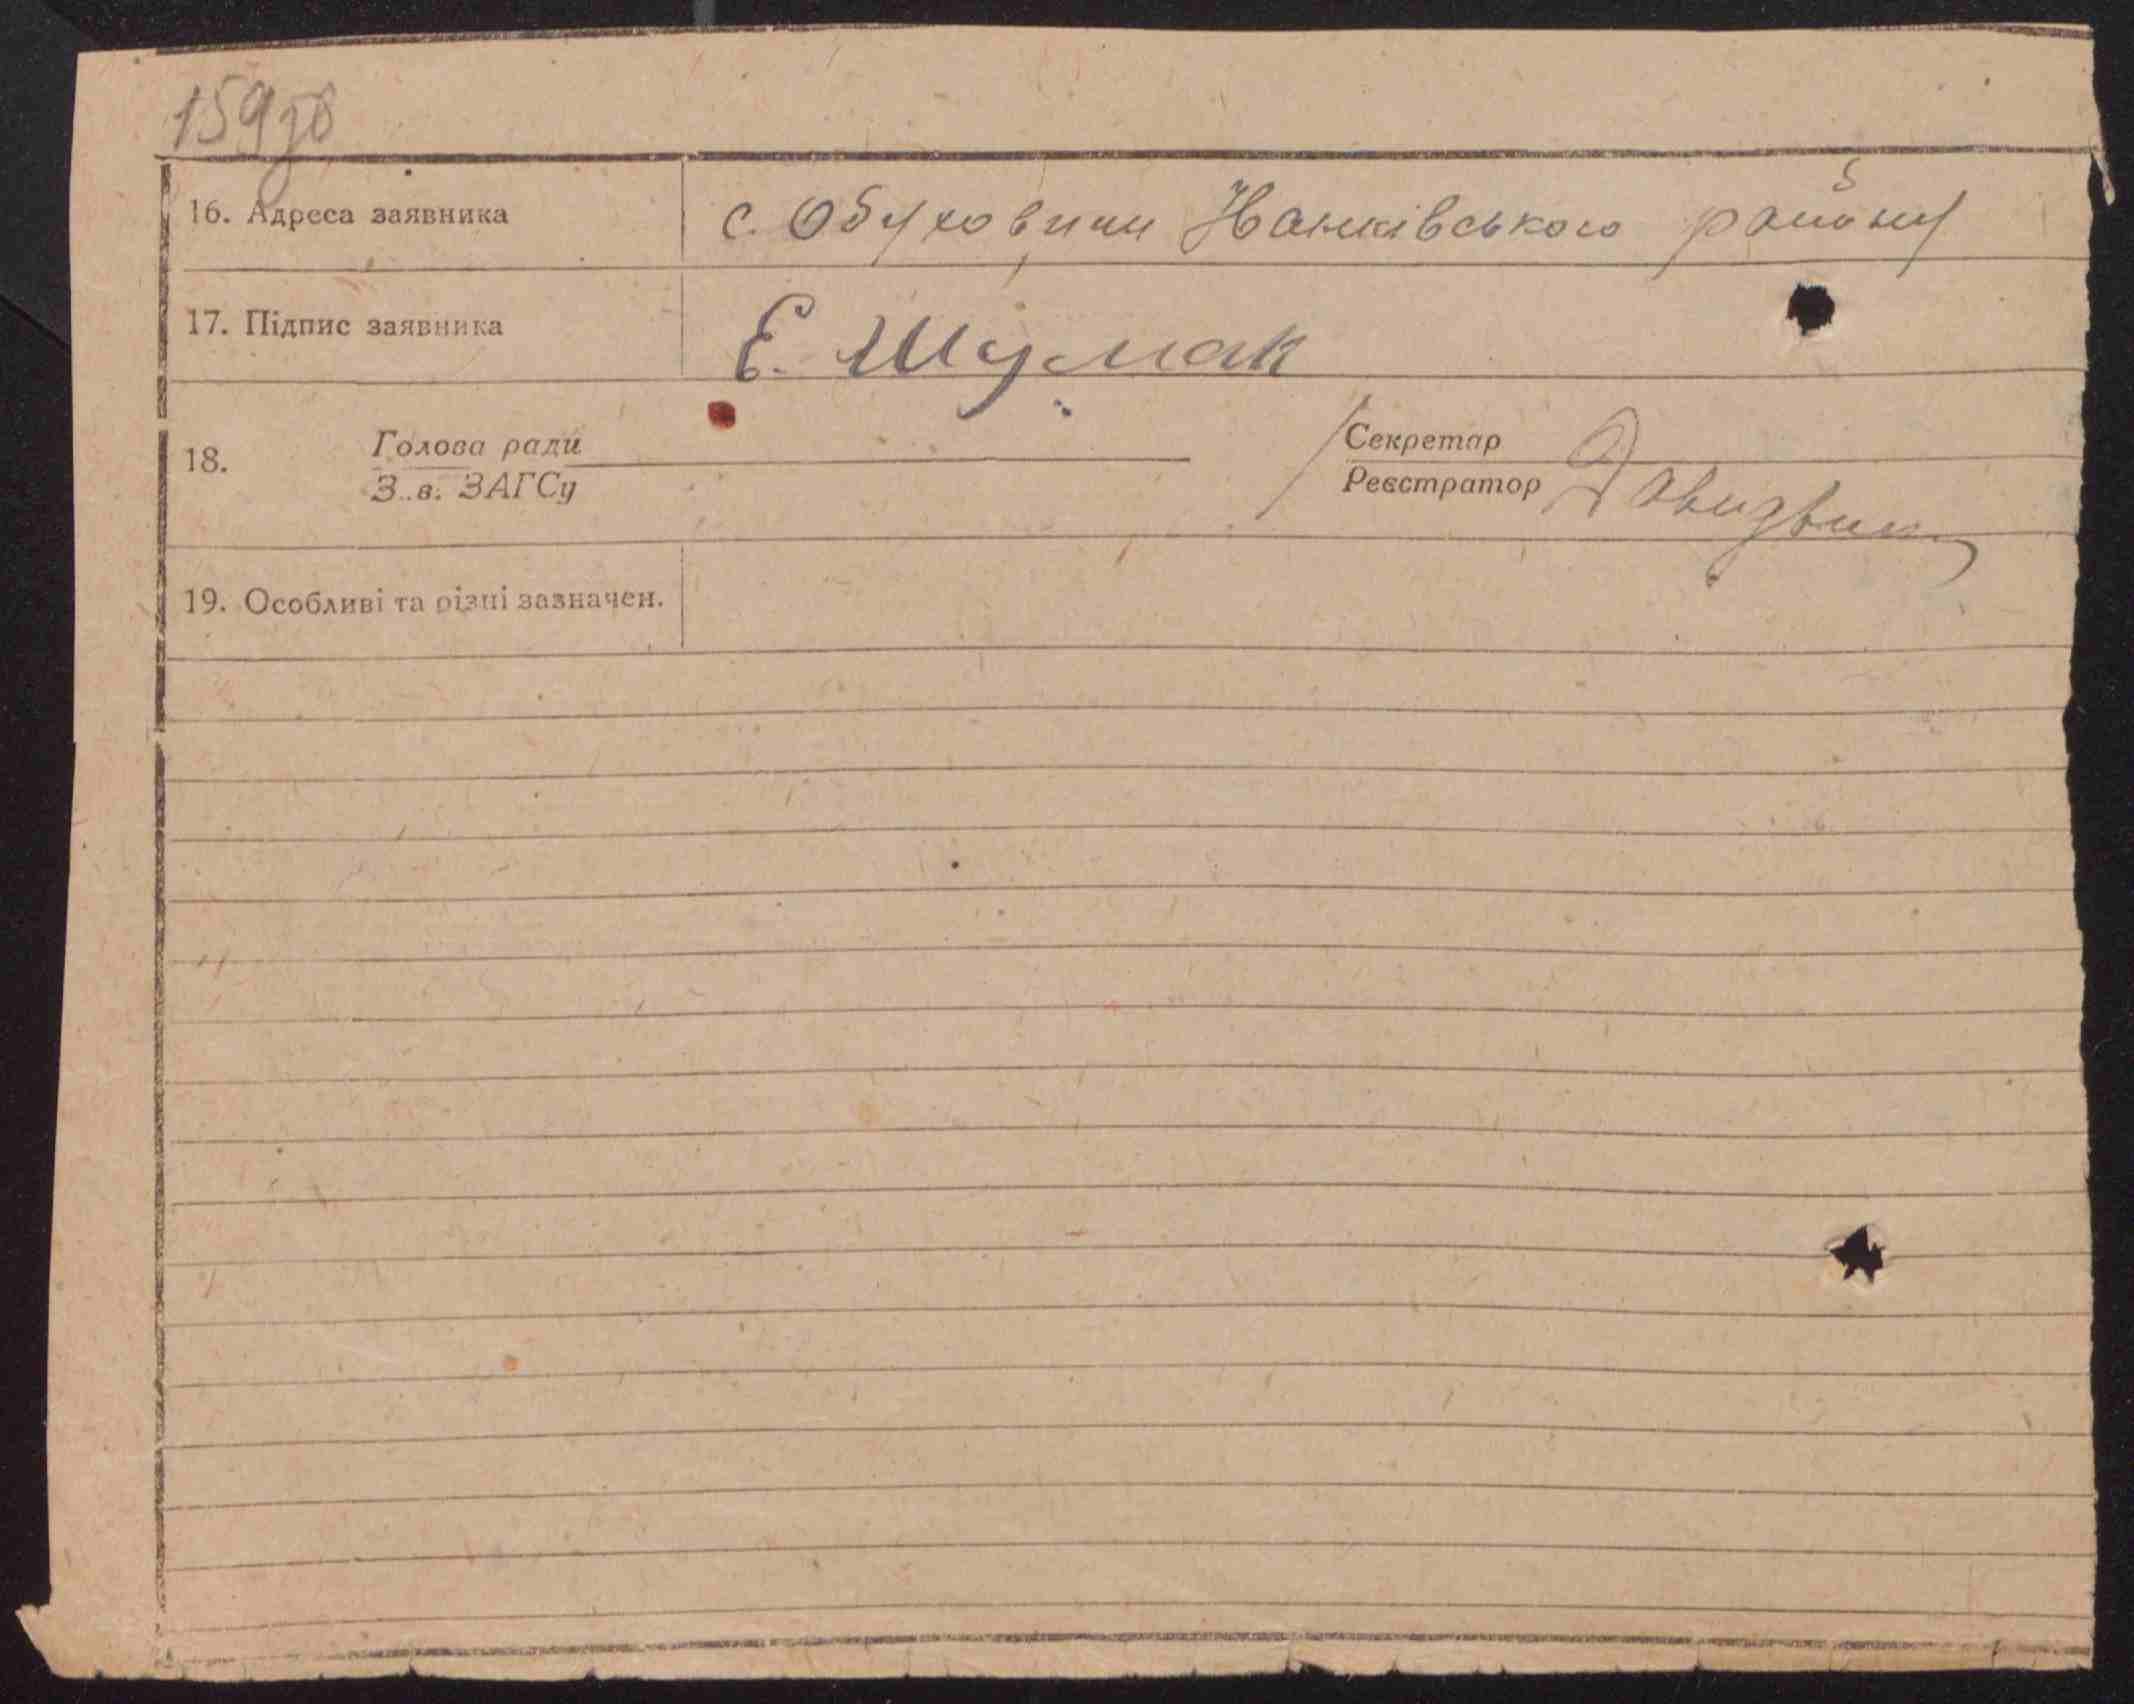 159зв
16. Адреса заявника с. Обуховичи Іванківського району
17. Підпис заявника Є. Шумак
18. Голова ради Секретар
З..в. ЗАГСу Реєстратор
19. Особливі та різні зазначен.